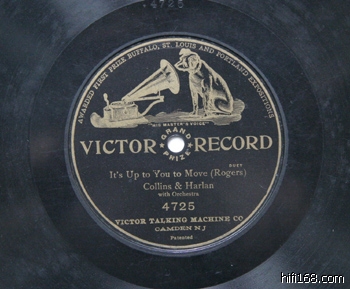 4725
AWARDED FIRST PRIZE, BUFFALO, ST. LOUIS AND PORTLAND EXPOSITIONS
"HIS MASTER'S VOICE"
VICTOR RECORD
GRAND
PRIZE
DUET
It's Up to You to Move (Rogers)
Collins & Harlan
with Orchestra
4725
VICTOR TALKING MACHINE CO
CAMDEN NJ
Patented
hifi168.com